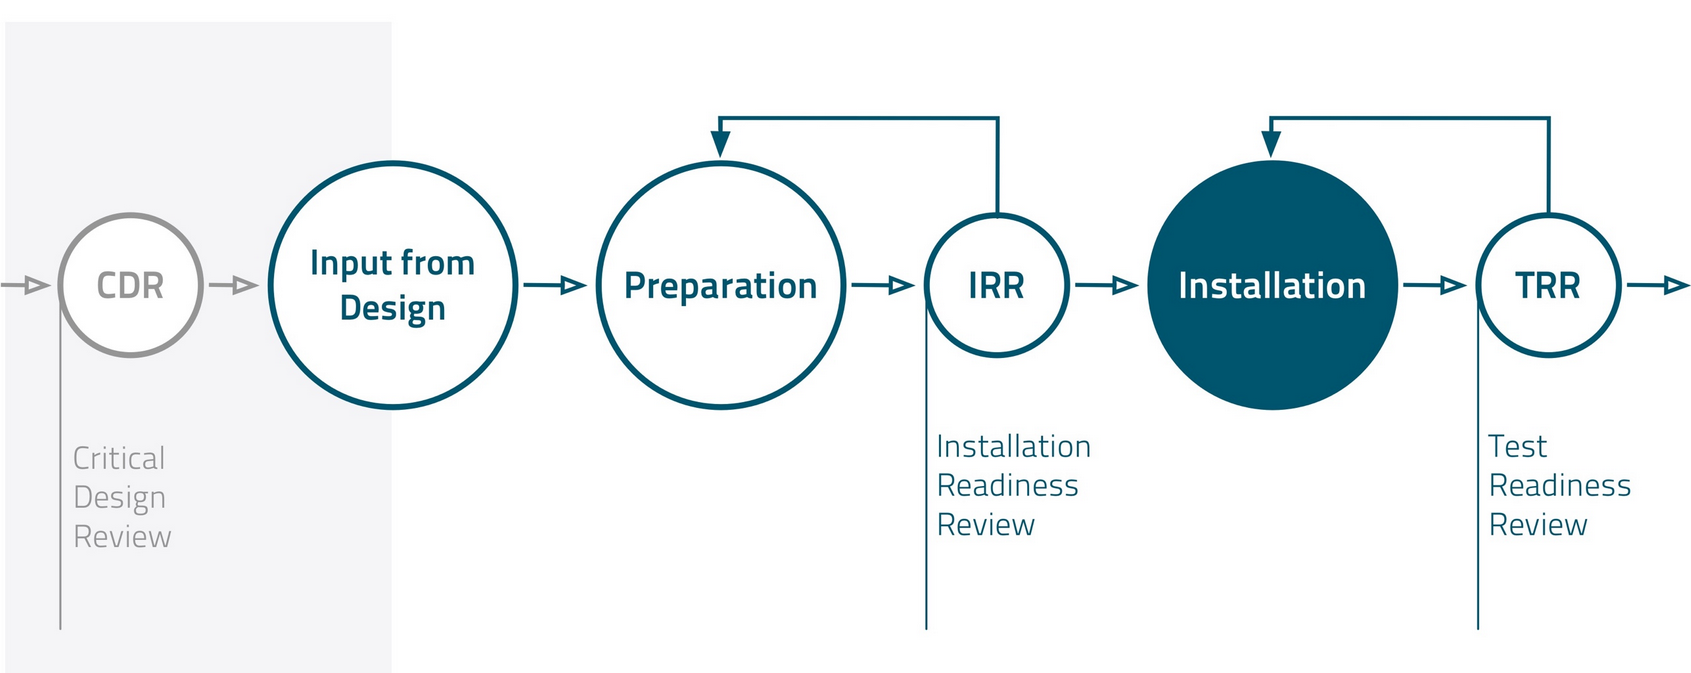 CDR
Input from
Design
Preparation
IRR
Installation
TRR
Critical
Design
Review
Installation
Readiness
Review
Test
Readiness
Review